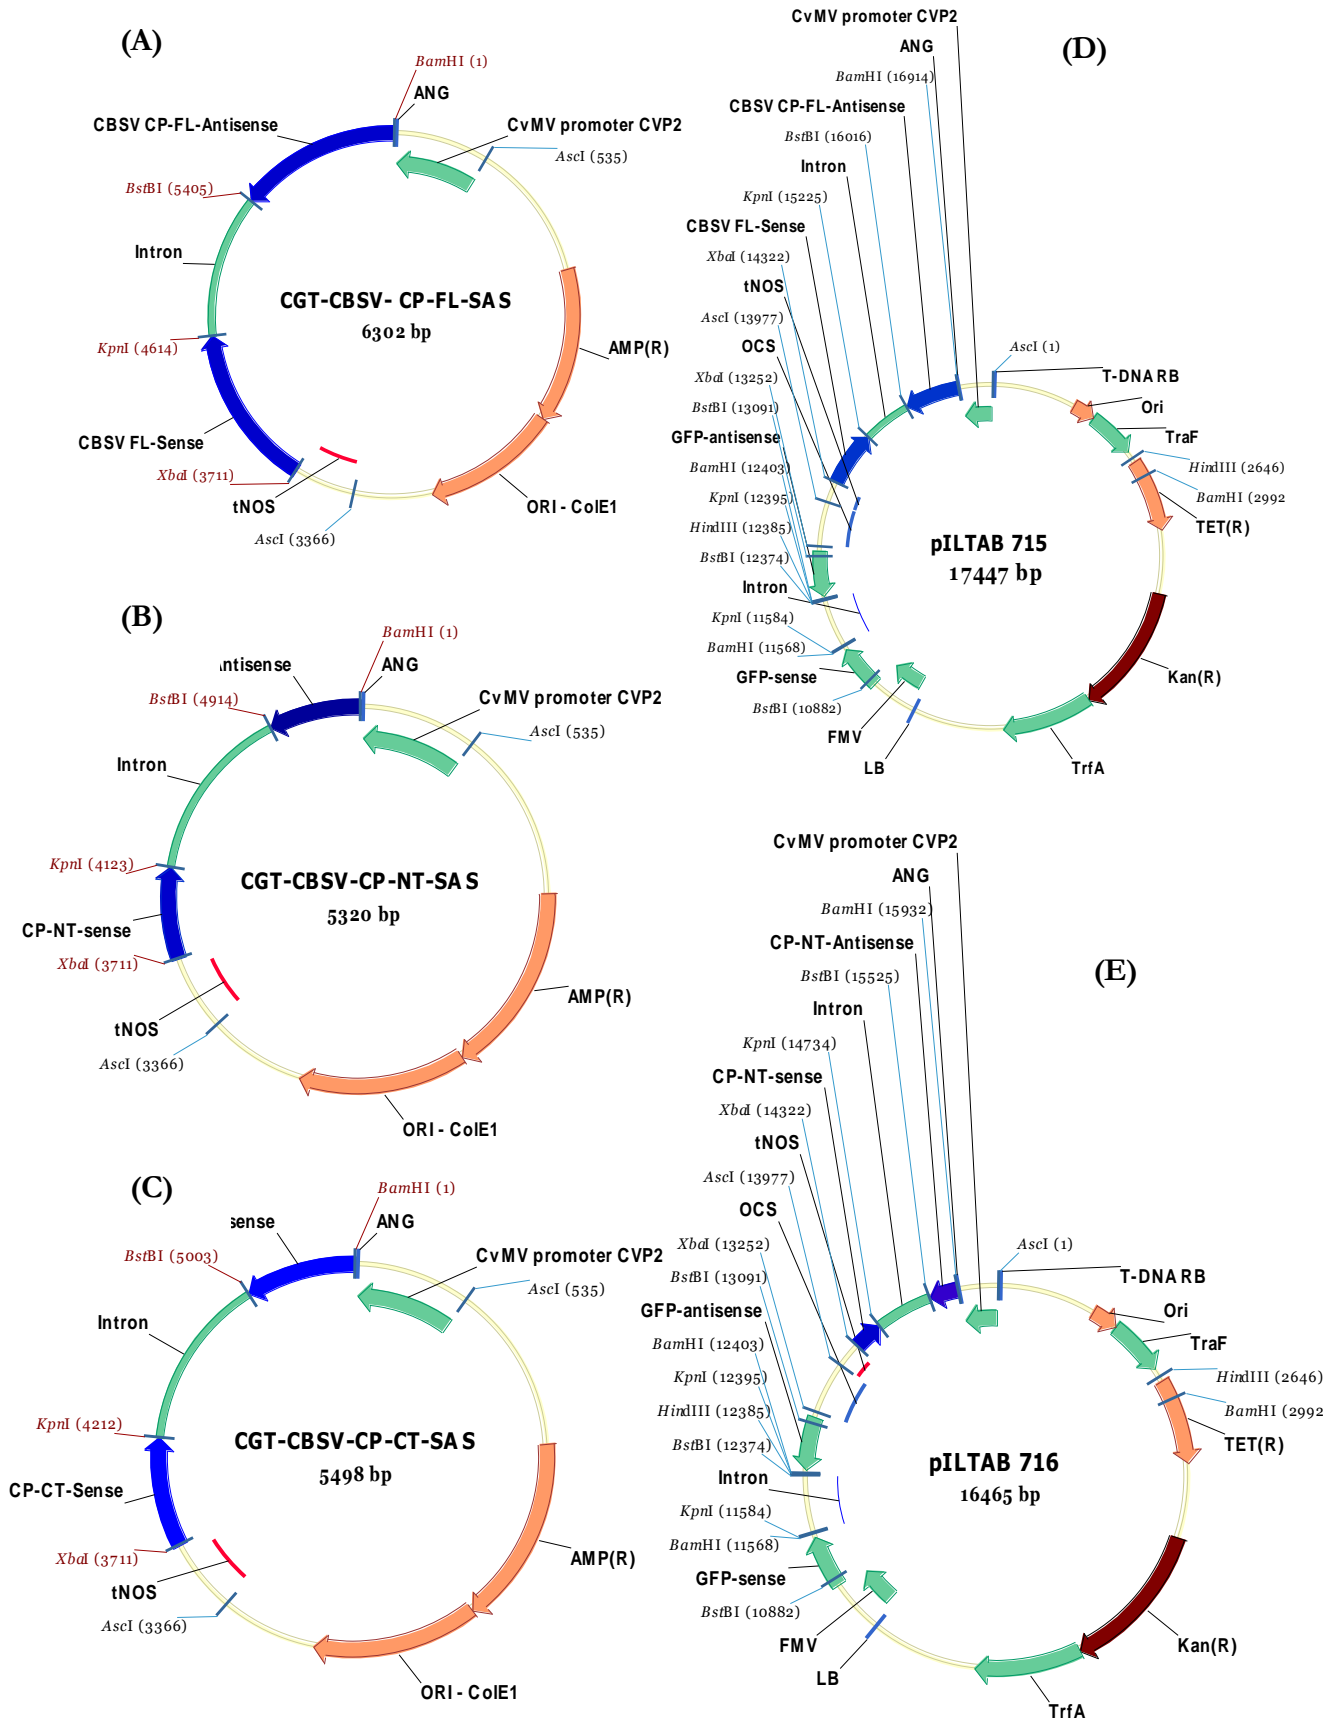 (A)
BamHI (1)
ANG
CBSV CP-FL-Antisense
CvMV promoter CVP2
AscI (535)
BstBI (5405)
Intron
CGT-CBSV- CP-FL-SAS
6302 bp
KpnI (4614)
AMP(R)
CBSV FL-Sense
XbaI (3711)
tNOS
ORI - ColE1
AscI (3366)
(B)
BamHI (1)
ANG
.ntisense
BstBI (4914)
CvMV promoter CVP2
AscI (535)
Intron
KpnI (4123)
CGT-CBSV-CP-NT-SAS
5320 bp
CP-NT-sense
XbaI (3711)
AMP(R)
tNOS
AscI (3366)
ORI - ColE1
(C)
BamHI (1)
ANG
sense
BstBI (5003)
CvMV promoter CVP2
AscI (535)
Intron
KpnI (4212)
CGT-CBSV-CP-CT-SAS
5498 bp
CP-CT-Sense
XbaI (3711)
AMP(R)
tNOS
AscI (3366)
ORI - ColE1
(D)
CvMV promoter CVP2
ANG
BamHI (16914)
CBSV CP-FL-Antisense
BstBI (16016)
Intron
KpnI (15225)
CBSV FL-Sense
XbaI (14322)
tNOS
AscI (13977)
OCS
XbaI (13252)
BstBI (13091)
GFP-antisense
BamHI (12403)
KpnI (12395)
HindIII (12385)
BstBI (12374)
Intron
KpnI (11584)
BamHI (11568)
GFP-sense
BstBI (10882)
FMV
LB
AscI (1)
T-DNARB
Ori
TraF
HindIII (2646)
BamHI (2992
TET(R)
pILTAB 715
17447 bp
Kan(R)
TrfA
(E)
CvMV promoter CVP2
ANG
BamHI (15932)
CP-NT-Antisense
BstBI (15525)
Intron
KpnI (14734)
CP-NT-sense
XbaI (14322)
tNOS
AscI (13977)
OCS
XbaI (13252)
BstBI (13091)
GFP-antisense
BamHI (12403)
KpnI (12395)
HindIII (12385)
BstBI (12374)
Intron
KpnI (11584)
BamHI (11568)
GFP-sense
BstBI (10882)
FMV
LB
AscI (1)
T-DNARB
Ori
TraF
HindIII (2646)
BamHI (2992
TET(R)
pILTAB 716
16465 bp
Kan(R)
TrfA